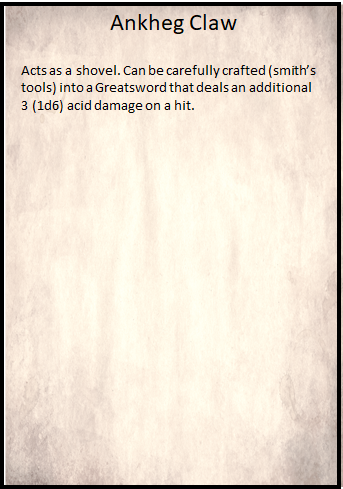 Ankheg Claw
Acts as a shovel. Can be carefully crafted (smith's
tools) into a Greatsword that deals an additional
3 (1d6) acid damage on a hit.